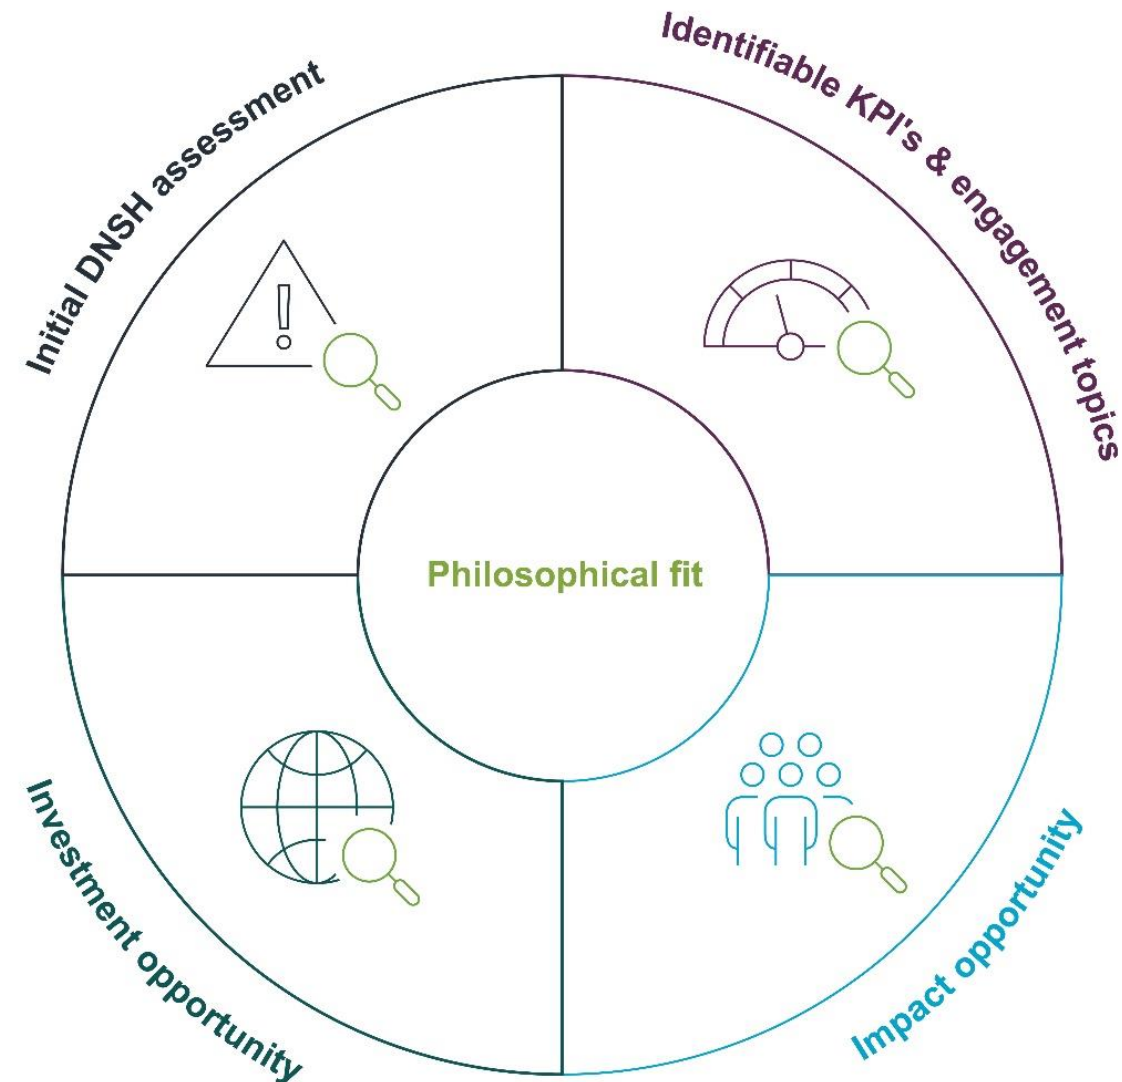 Initial DNSH assessment
Identifiable KPI's & engagement topics
Philosophical fit
Investment opportunity
Impact opportunity